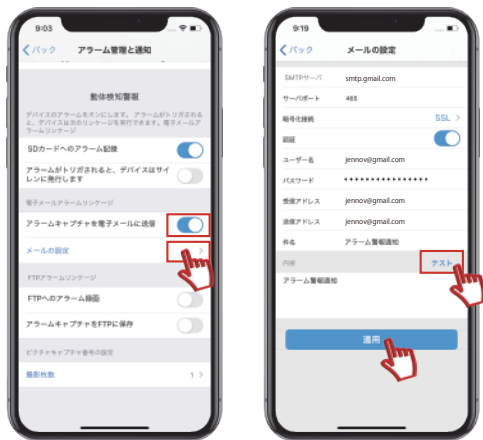 9:03
バック
アラーム管理と通知
動体検知警報
デバイスのアラームをオンにします。 アラームがトリガされる
と、デバイスは次のリンケージを実行できます。電子メールア
ラームリンケージ
SDカードへのアラーム記録
アラームがトリガされると、デバイスはサイ
レンに発行します
電子メールアラームリンケージ
アラームキャプチャを電子メールに送信
メールの設定
FTPアラームリンケージ
FTPへのアラーム録画
アラームキャプチャをFTPに保存
ピクチャキャプチャ番号の設定
撮影枚数
1
9:19
バック
メールの設定
SMTPサーバ
smtp.gmail.com
サーバポート
465
暗号化接続
SSL
認証
ユーザー名
jennov@gmail.com
パスワード
***************
受信アドレス
jennov@gmail.com
送信アドレス
jennov@gmail.com
件名
アラーム警報通知
内容
テスト
アラーム警報通知
適用